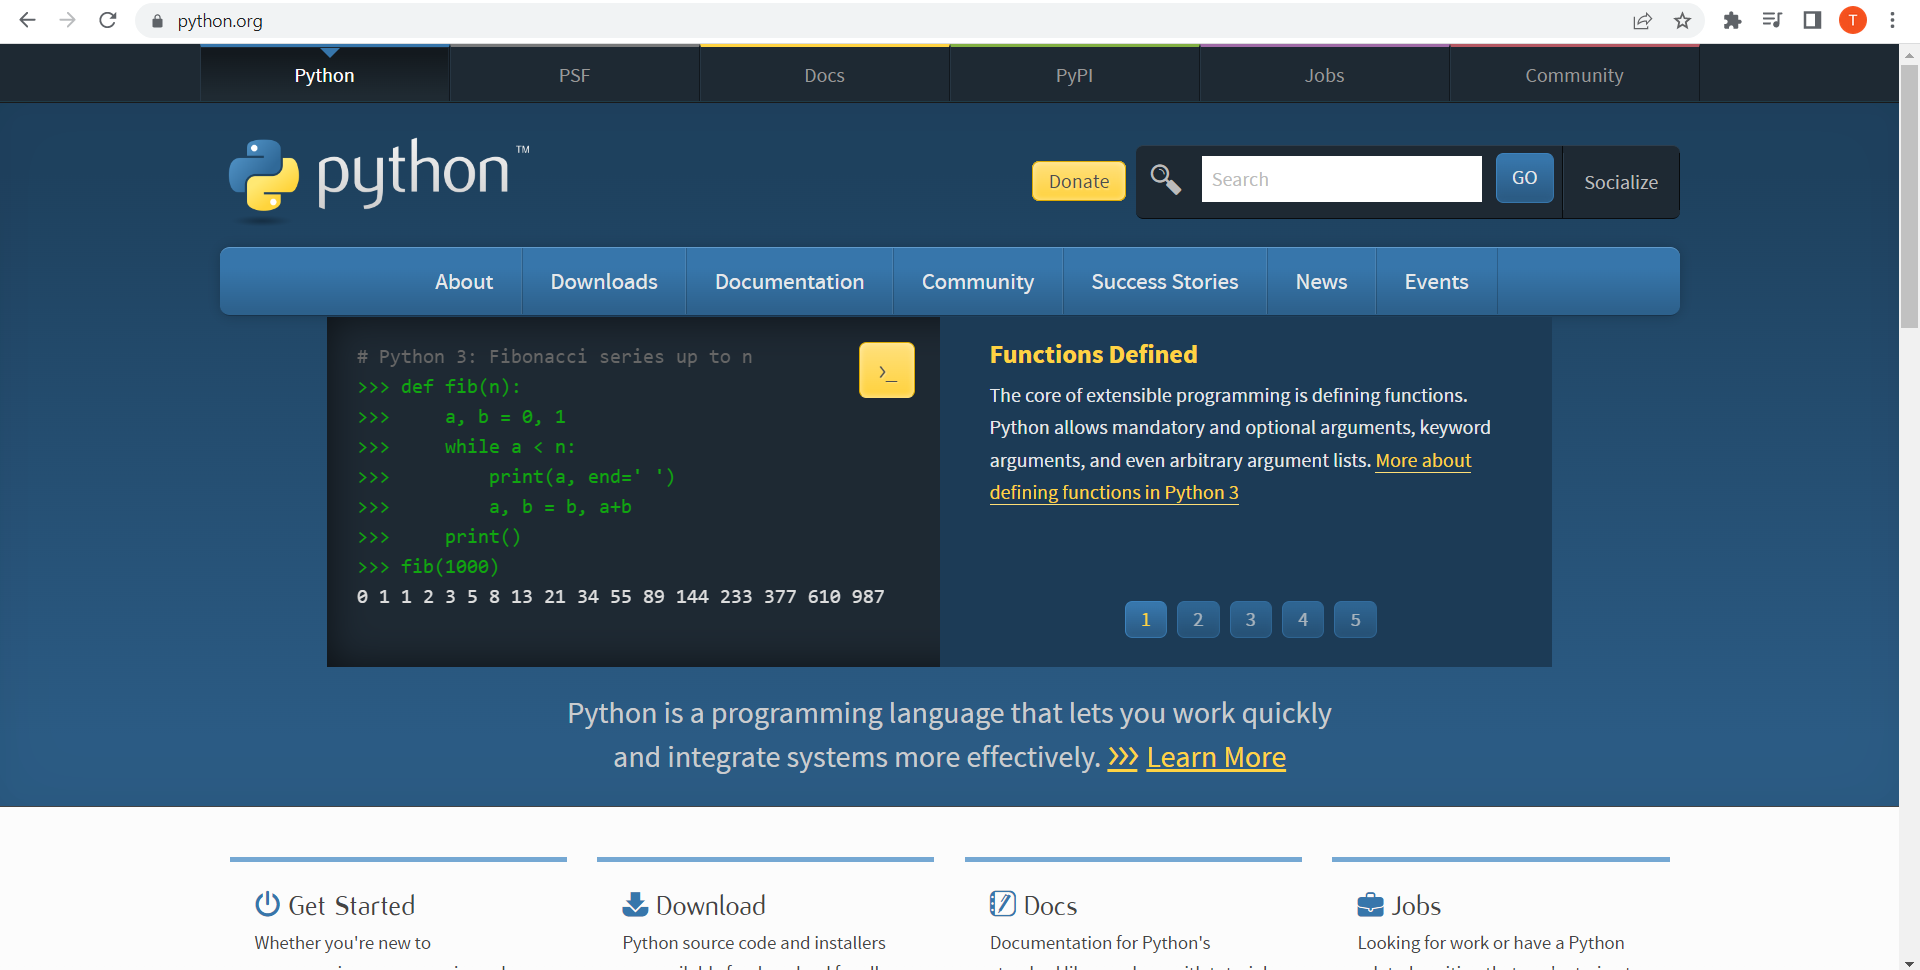 python.org
T
Python PSF Docs PyPI Jobs Community
python™
Donate Search GO Socialize
About Downloads Documentation Community Success Stories News Events
# Python 3: Fibonacci series up to n
>>> def fib(n):
>>>     a, b = 0, 1
>>>     while a < n:
>>>         print(a, end=' ')
>>>         a, b = b, a+b
>>>     print()
>>> fib(1000)
0 1 1 2 3 5 8 13 21 34 55 89 144 233 377 610 987
>_
Functions Defined
The core of extensible programming is defining functions.
Python allows mandatory and optional arguments, keyword
arguments, and even arbitrary argument lists. More about
defining functions in Python 3
1 2 3 4 5
Python is a programming language that lets you work quickly
and integrate systems more effectively. >>> Learn More
Get Started
Whether you're new to
Download
Python source code and installers
Docs
Documentation for Python's
Jobs
Looking for work or have a Python